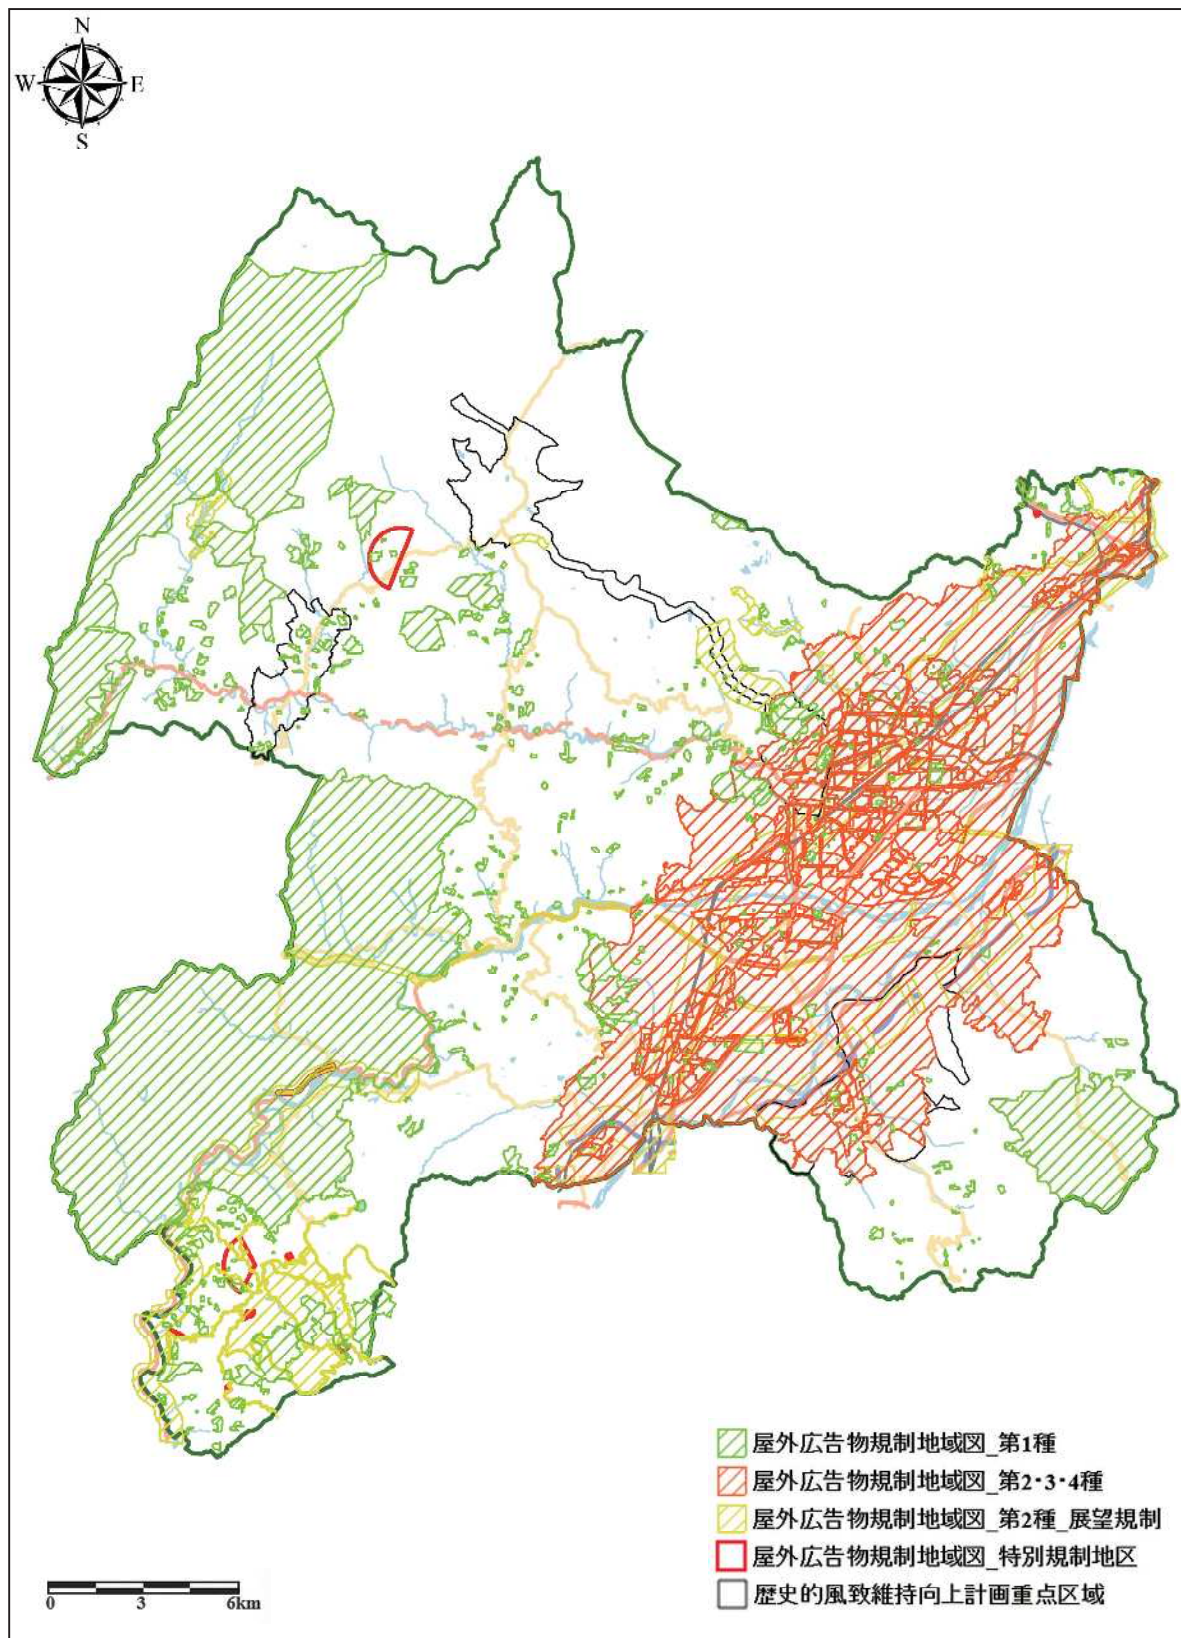 N
W E
S
屋外広告物規制地域図_第1種
屋外広告物規制地域図_第2・3・4種
屋外広告物規制地域図_第2種_展望規制
屋外広告物規制地域図_特別規制地区
歴史的風致維持向上計画重点区域
0 3 6km